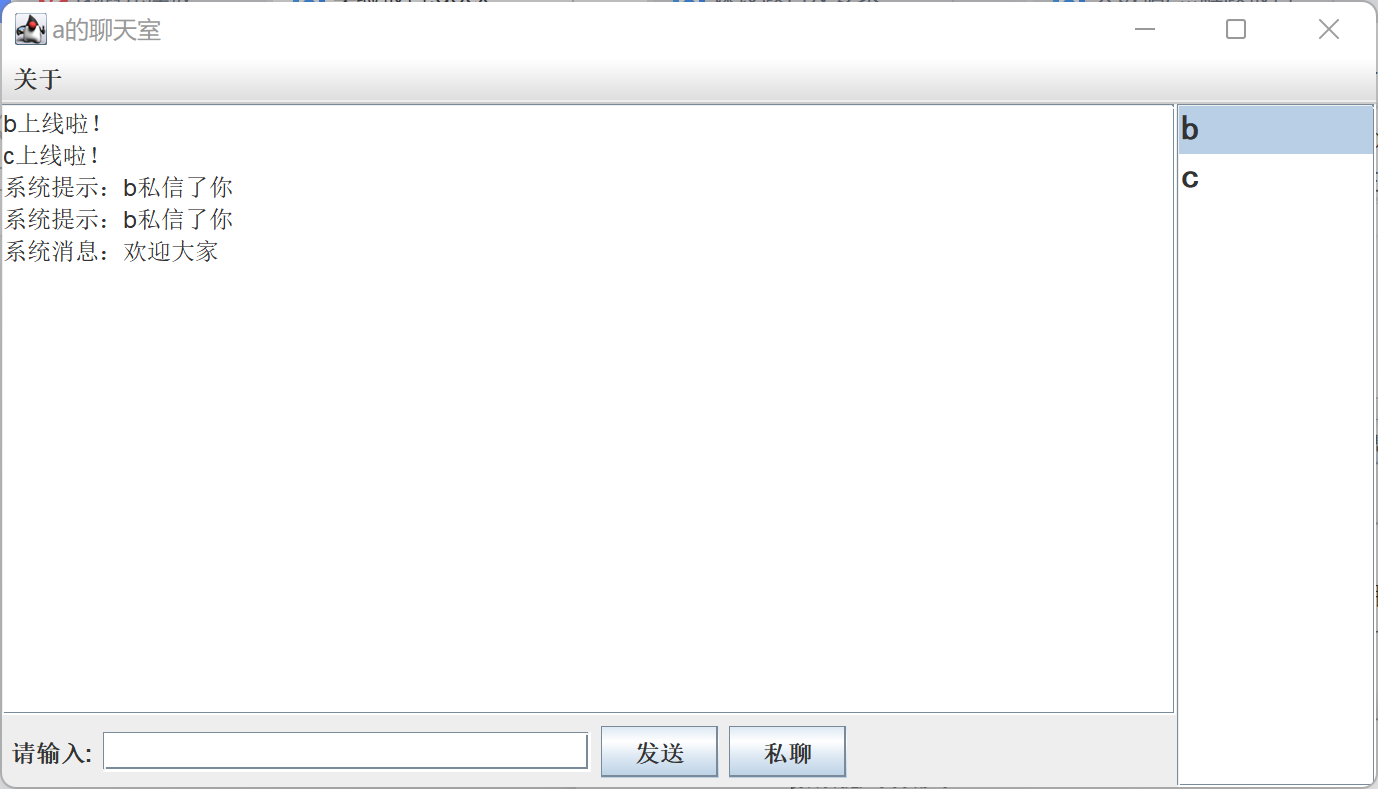 a的聊天室
关于
b上线啦!
c上线啦!
系统提示：b私信了你
系统提示：b私信了你
系统消息：欢迎大家
b
c
请输入:
发送
私聊